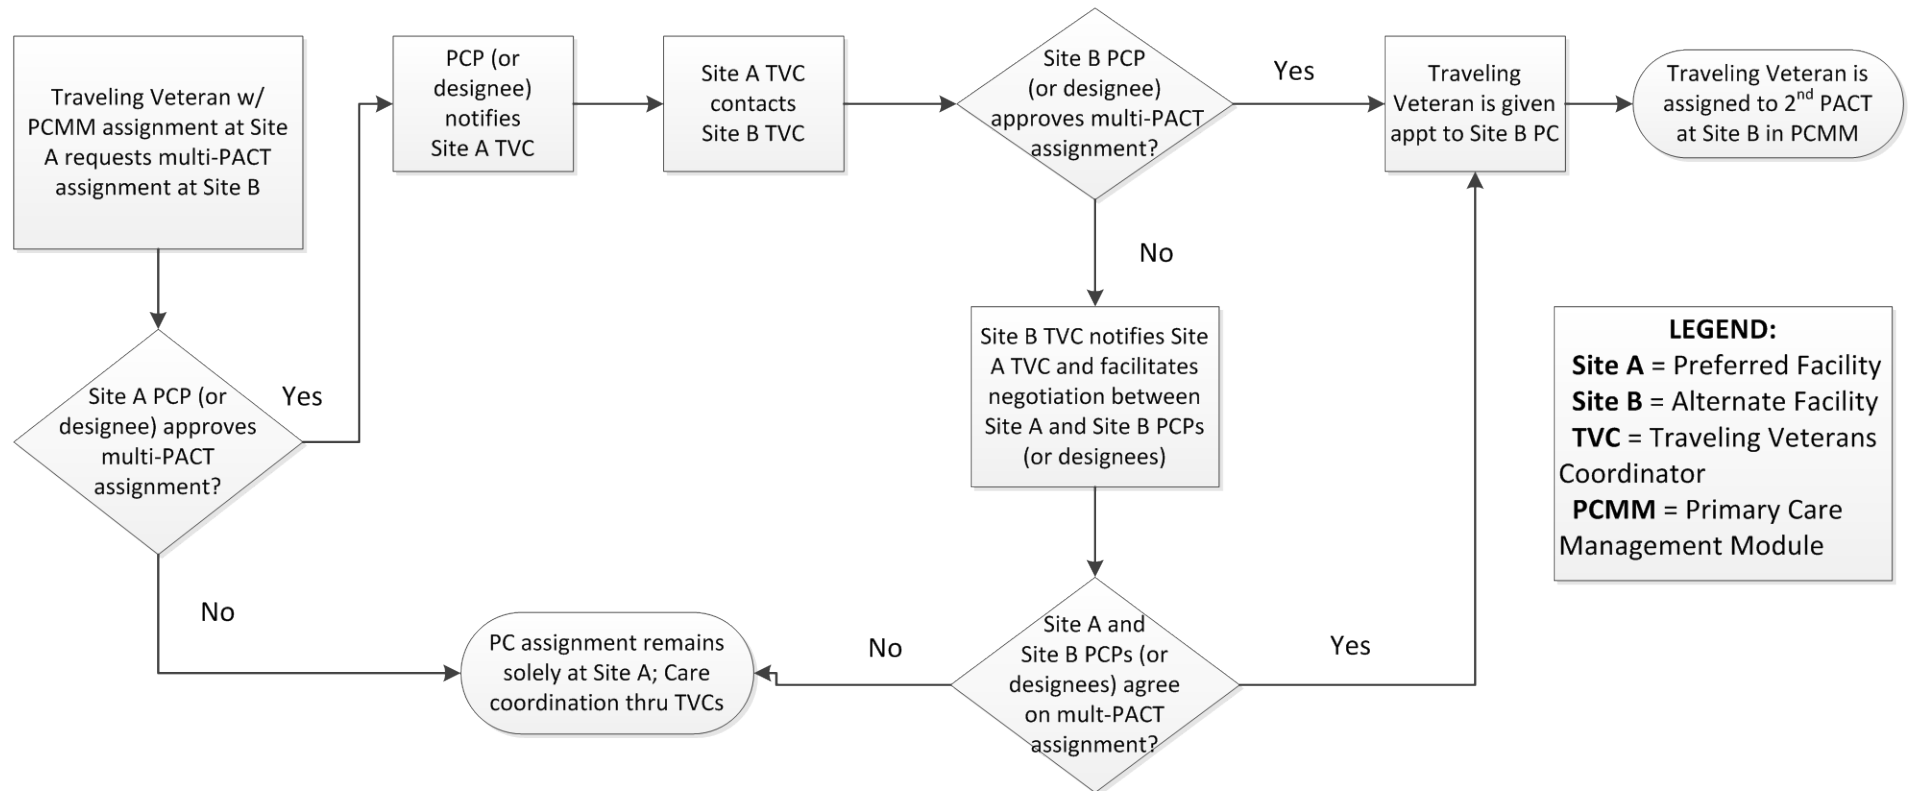 Traveling Veteran w/
PCMM assignment at Site
A requests multi-PACT
assignment at Site B
PCP (or
designee)
notifies
Site A TVC
Site A TVC
contacts
Site B TVC
Site B PCP
(or designee)
approves multi-PACT
assignment?
Yes
Traveling
Veteran is given
appt to Site B PC
Traveling Veteran is
assigned to 2nd PACT
at Site B in PCMM
No
Site B TVC notifies Site
A TVC and facilitates
negotiation between
Site A and Site B PCPs
(or designees)
LEGEND:
Site A = Preferred Facility
Site B = Alternate Facility
TVC = Traveling Veterans
Coordinator
PCMM = Primary Care
Management Module
Site A PCP (or
designee) approves
multi-PACT
assignment?
Yes
No
PC assignment remains
solely at Site A; Care
coordination thru TVCs
No
Site A and
Site B PCPs (or
designees) agree
on mult-PACT
assignment?
Yes